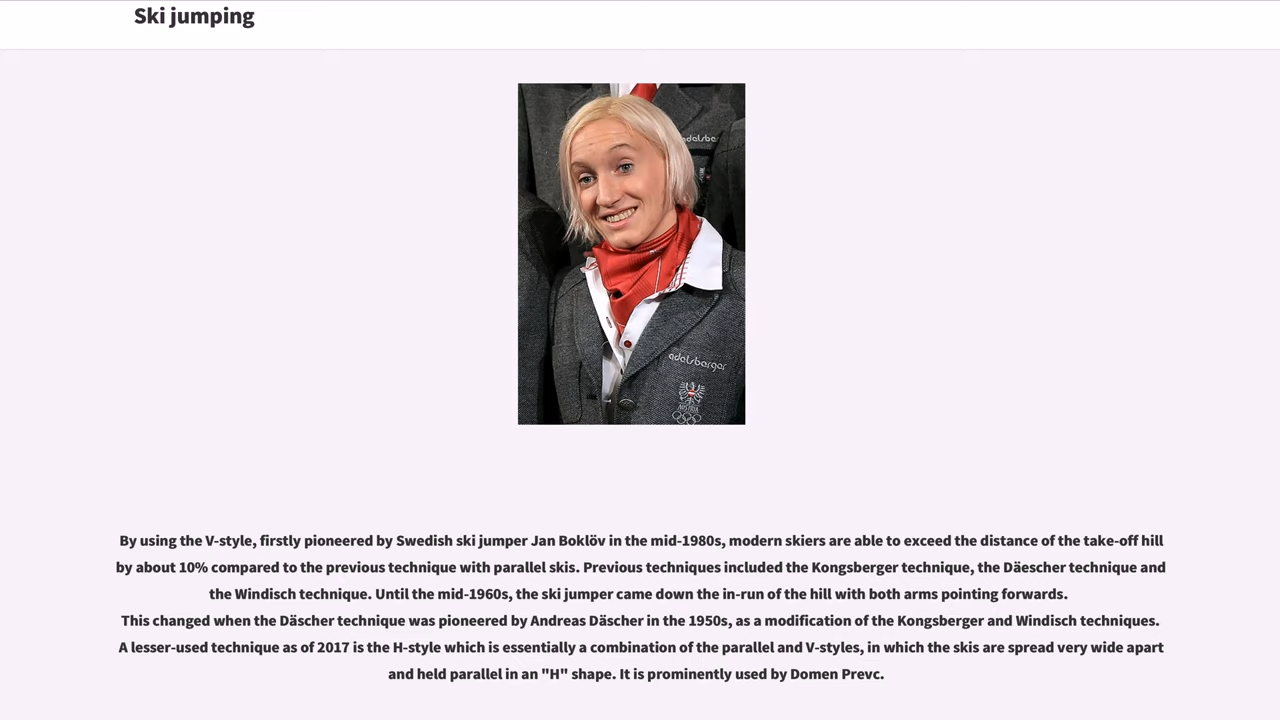 Ski jumping
adelsber
adelsberger
AUSTRIA
By using the V-style, firstly pioneered by Swedish ski jumper Jan Boklöv in the mid-1980s, modern skiers are able to exceed the distance of the take-off hill
by about 10% compared to the previous technique with parallel skis. Previous techniques included the Kongsberger technique, the Däescher technique and
the Windisch technique. Until the mid-1960s, the ski jumper came down the in-run of the hill with both arms pointing forwards.
This changed when the Däscher technique was pioneered by Andreas Däscher in the 1950s, as a modification of the Kongsberger and Windisch techniques.
A lesser-used technique as of 2017 is the H-style which is essentially a combination of the parallel and V-styles, in which the skis are spread very wide apart
and held parallel in an "H" shape. It is prominently used by Domen Prevc.